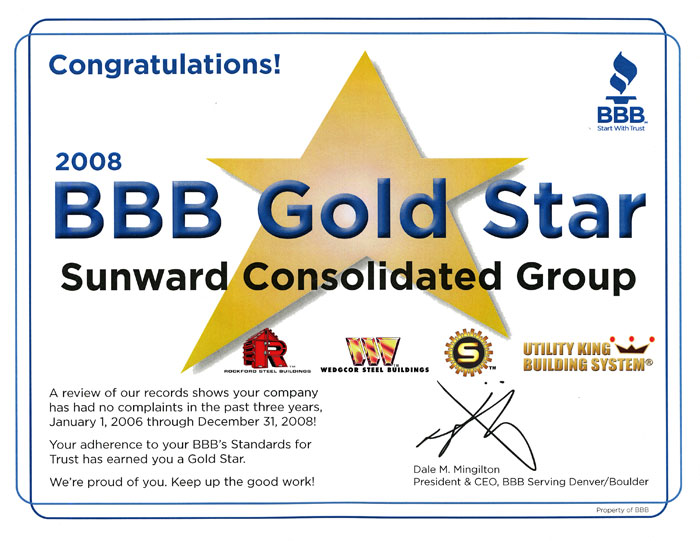 Congratulations!
BBB™
Start With Trust
2008
BBB Gold Star
Sunward Consolidated Group
R™
ROCKFORD STEEL BUILDINGS
W™
WEDGCOR STEEL BUILDINGS
S™
UTILITY KING
BUILDING SYSTEM®
A review of our records shows your company
has had no complaints in the past three years,
January 1, 2006 through December 31, 2008!
Your adherence to your BBB's Standards for
Trust has earned you a Gold Star.
We're proud of you. Keep up the good work!
Dale M. Mingilton
President & CEO, BBB Serving Denver/Boulder
Property of BBB